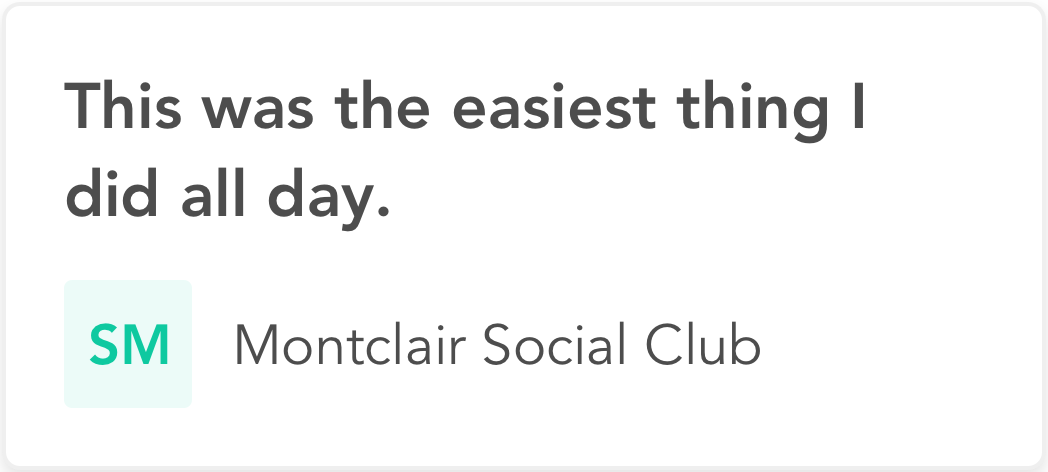 This was the easiest thing I
did all day.
SM
Montclair Social Club